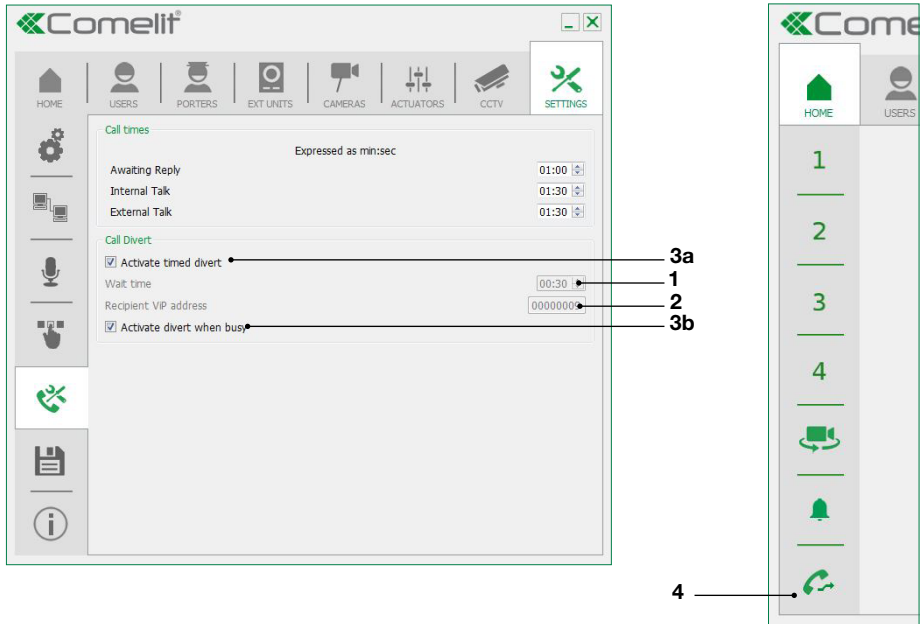 Comelit®
HOME
USERS
PORTERS
EXT UNITS
CAMERAS
ACTUATORS
CCTV
SETTINGS
Call times
Expressed as min:sec
Awaiting Reply 01:00
Internal Talk 01:30
External Talk 01:30
Call Divert
Activate timed divert
Wait time 00:30
Recipient ViP address
Activate divert when busy
3a
1
2
3b
Come
HOME
USERS
1
2
3
4
4